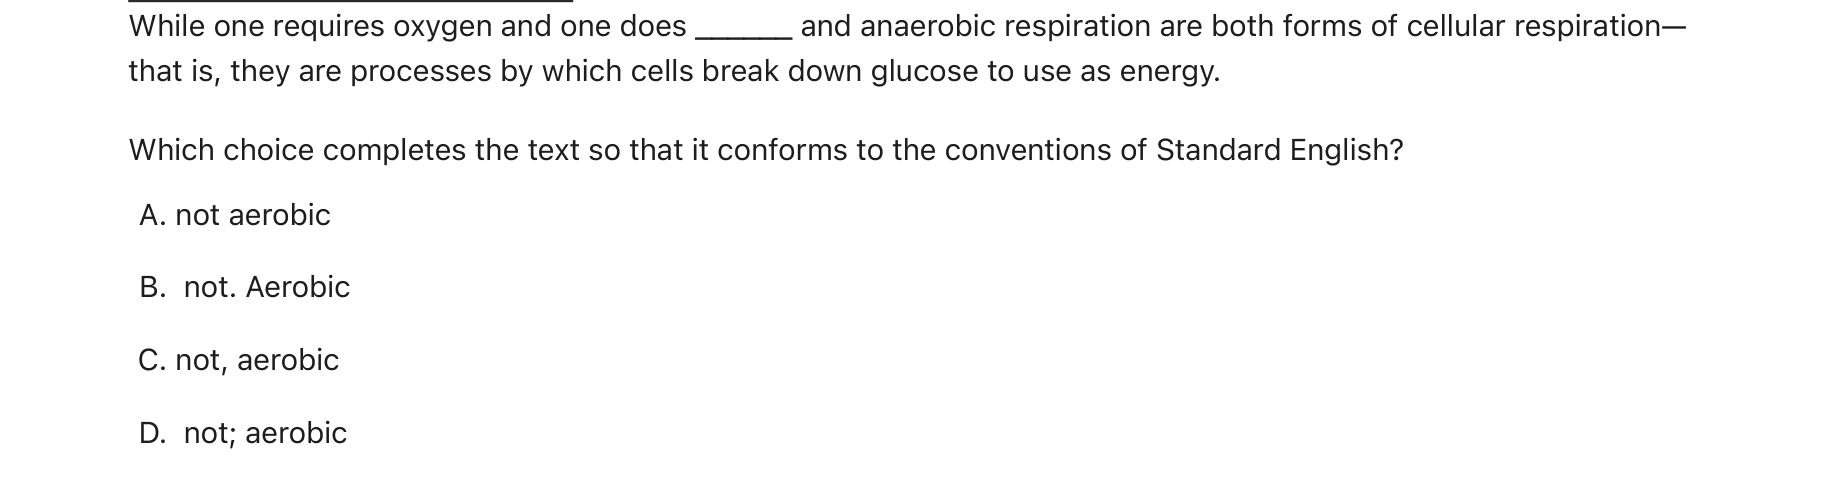 While one requires oxygen and one does ______ and anaerobic respiration are both forms of cellular respiration—
that is, they are processes by which cells break down glucose to use as energy.
Which choice completes the text so that it conforms to the conventions of Standard English?
A. not aerobic
B. not. Aerobic
C. not, aerobic
D. not; aerobic